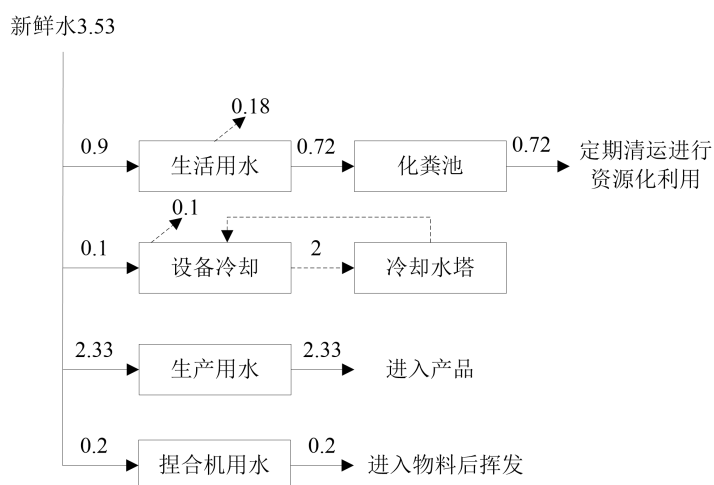 新鲜水3.53
0.18
0.9
生活用水
0.72
化粪池
0.72
定期清运进行
资源化利用
0.1
0.1
设备冷却
2
冷却水塔
2.33
生产用水
2.33
进入产品
0.2
捏合机用水
0.2
进入物料后挥发